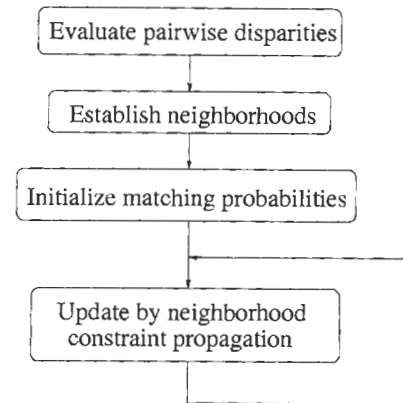 Evaluate pairwise disparities
Establish neighborhoods
Initialize matching probabilities
Update by neighborhood
constraint propagation